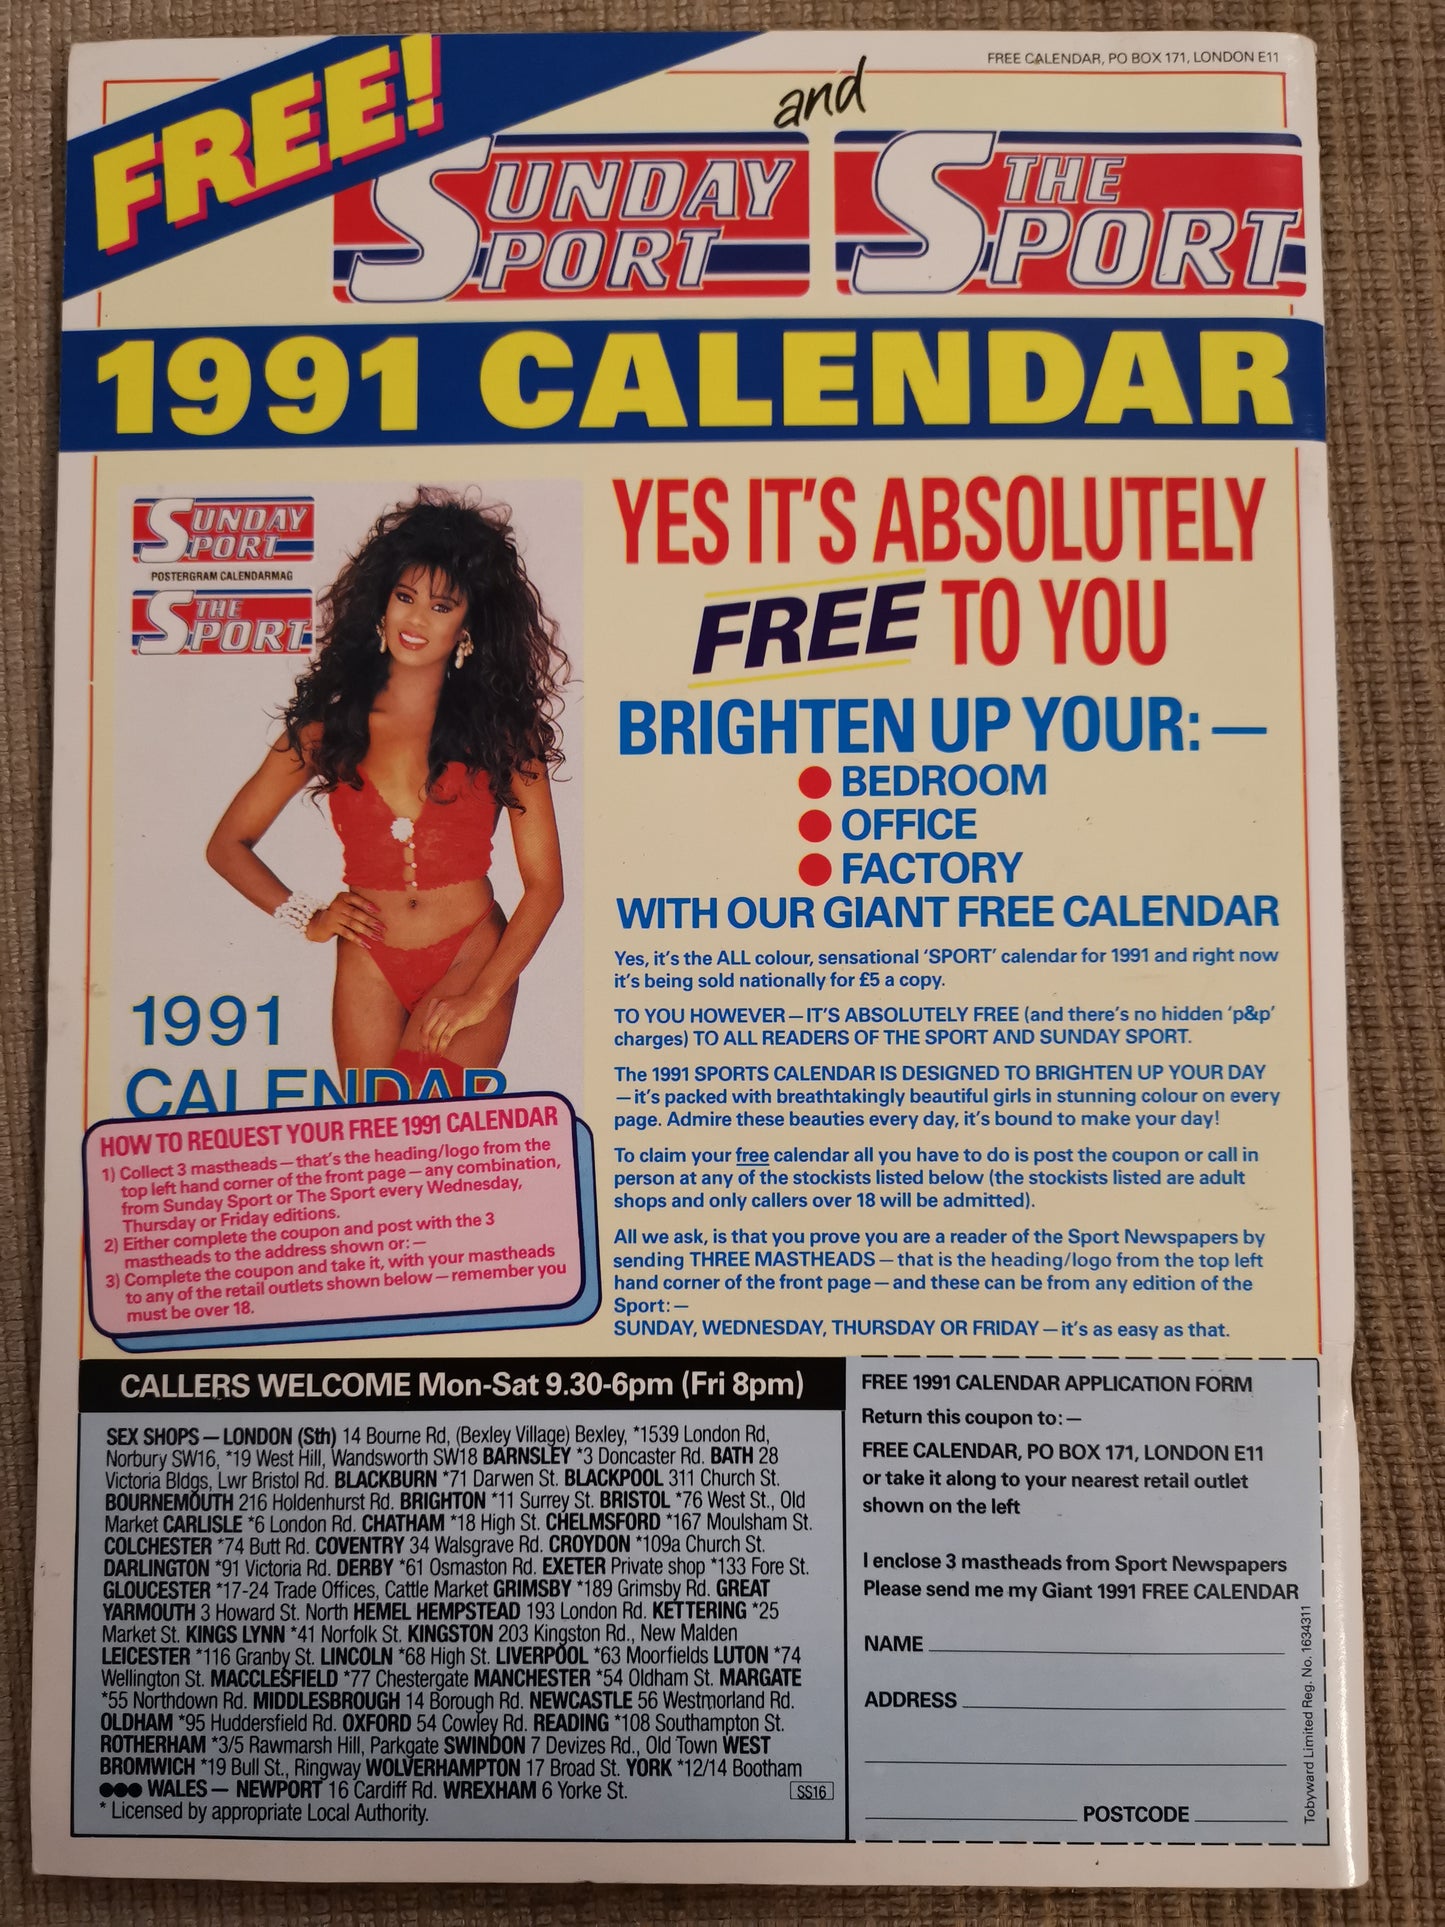 FREE CALENDAR, PO BOX 171, LONDON E11
FREE!
and
SUNDAY SPORT
THE SPORT
1991 CALENDAR
SUNDAY SPORT
POSTERGRAM CALENDARMAG
THE SPORT
1991
CALENDAR
YES IT'S ABSOLUTELY
FREE TO YOU
BRIGHTEN UP YOUR:—
● BEDROOM
● OFFICE
● FACTORY
WITH OUR GIANT FREE CALENDAR
Yes, it's the ALL colour, sensational 'SPORT' calendar for 1991 and right now
it's being sold nationally for £5 a copy.
TO YOU HOWEVER — IT'S ABSOLUTELY FREE (and there's no hidden 'p&p'
charges) TO ALL READERS OF THE SPORT AND SUNDAY SPORT.
The 1991 SPORTS CALENDAR IS DESIGNED TO BRIGHTEN UP YOUR DAY
— it's packed with breathtakingly beautiful girls in stunning colour on every
page. Admire these beauties every day, it's bound to make your day!
To claim your free calendar all you have to do is post the coupon or call in
person at any of the stockists listed below (the stockists listed are adult
shops and only callers over 18 will be admitted).
All we ask, is that you prove you are a reader of the Sport Newspapers by
sending THREE MASTHEADS — that is the heading/logo from the top left
hand corner of the front page — and these can be from any edition of the
Sport:—
SUNDAY, WEDNESDAY, THURSDAY OR FRIDAY — it's as easy as that.
HOW TO REQUEST YOUR FREE 1991 CALENDAR
1) Collect 3 mastheads — that's the heading/logo from the
top left hand corner of the front page — any combination,
from Sunday Sport or The Sport every Wednesday,
Thursday or Friday editions.
2) Either complete the coupon and post with the 3
mastheads to the address shown or:—
3) Complete the coupon and take it, with your mastheads
to any of the retail outlets shown below — remember you
must be over 18.
CALLERS WELCOME Mon-Sat 9.30-6pm (Fri 8pm)
SEX SHOPS — LONDON (Sth) 14 Bourne Rd, (Bexley Village) Bexley, *1539 London Rd,
Norbury SW16, *19 West Hill, Wandsworth SW18 BARNSLEY *3 Doncaster Rd. BATH 28
Victoria Bldgs, Lwr Bristol Rd. BLACKBURN *71 Darwen St. BLACKPOOL 311 Church St.
BOURNEMOUTH 216 Holdenhurst Rd. BRIGHTON *11 Surrey St. BRISTOL *76 West St., Old
Market CARLISLE *6 London Rd. CHATHAM *18 High St. CHELMSFORD *167 Moulsham St.
COLCHESTER *74 Butt Rd. COVENTRY 34 Walsgrave Rd. CROYDON *109a Church St.
DARLINGTON *91 Victoria Rd. DERBY *61 Osmaston Rd. EXETER Private shop *133 Fore St.
GLOUCESTER *17-24 Trade Offices, Cattle Market GRIMSBY *189 Grimsby Rd. GREAT
YARMOUTH 3 Howard St. North HEMEL HEMPSTEAD 193 London Rd. KETTERING *25
Market St. KINGS LYNN *41 Norfolk St. KINGSTON 203 Kingston Rd., New Malden
LEICESTER *116 Granby St. LINCOLN *68 High St. LIVERPOOL *63 Moorfields LUTON *74
Wellington St. MACCLESFIELD *77 Chestergate MANCHESTER *54 Oldham St. MARGATE
*55 Northdown Rd. MIDDLESBROUGH 14 Borough Rd. NEWCASTLE 56 Westmorland Rd.
OLDHAM *95 Huddersfield Rd. OXFORD 54 Cowley Rd. READING *108 Southampton St.
ROTHERHAM *3/5 Rawmarsh Hill, Parkgate SWINDON 7 Devizes Rd., Old Town WEST
BROMWICH *19 Bull St., Ringway WOLVERHAMPTON 17 Broad St. YORK *12/14 Bootham
●●● WALES — NEWPORT 16 Cardiff Rd. WREXHAM 6 Yorke St. SS16
* Licensed by appropriate Local Authority.
FREE 1991 CALENDAR APPLICATION FORM
Return this coupon to:—
FREE CALENDAR, PO BOX 171, LONDON E11
or take it along to your nearest retail outlet
shown on the left
I enclose 3 mastheads from Sport Newspapers
Please send me my Giant 1991 FREE CALENDAR
NAME
ADDRESS
POSTCODE
Tobyward Limited Reg. No. 1634311